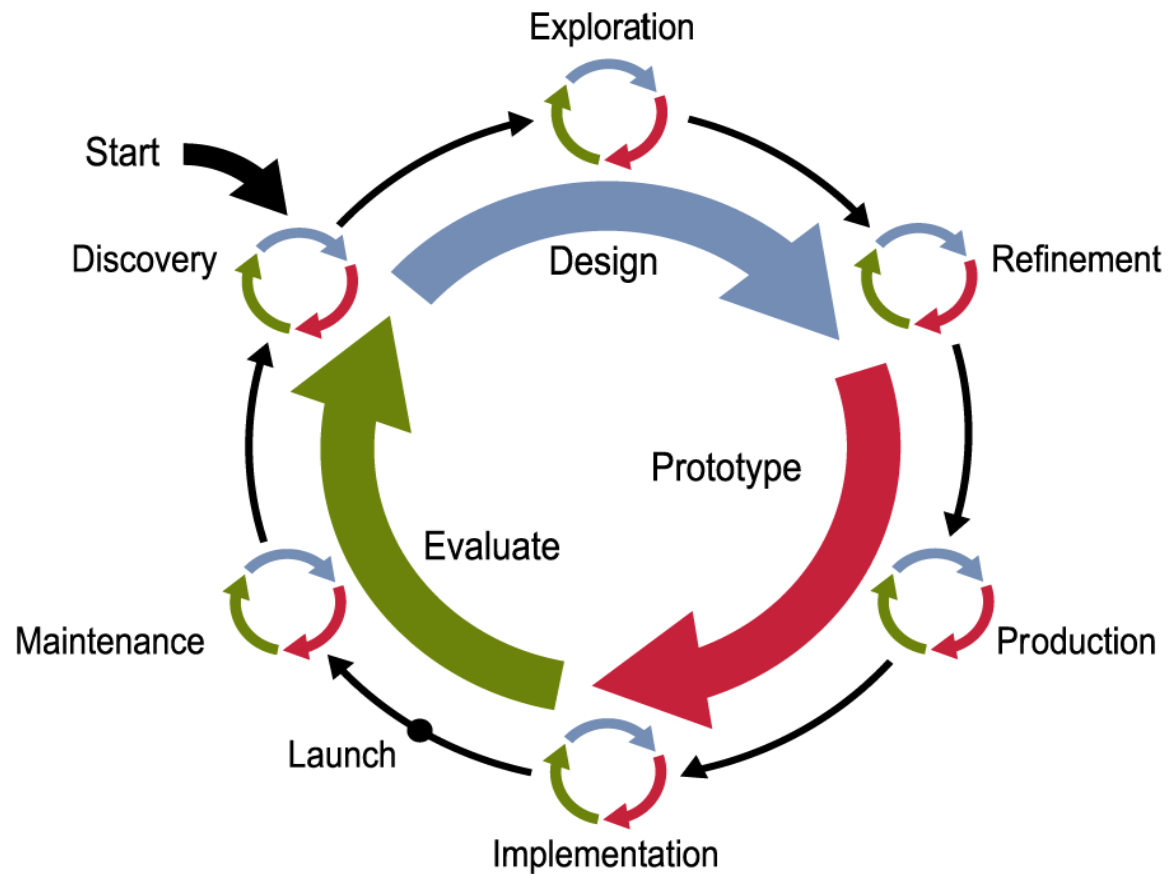 Exploration
Start
Discovery
Design
Refinement
Prototype
Evaluate
Maintenance
Production
Launch
Implementation